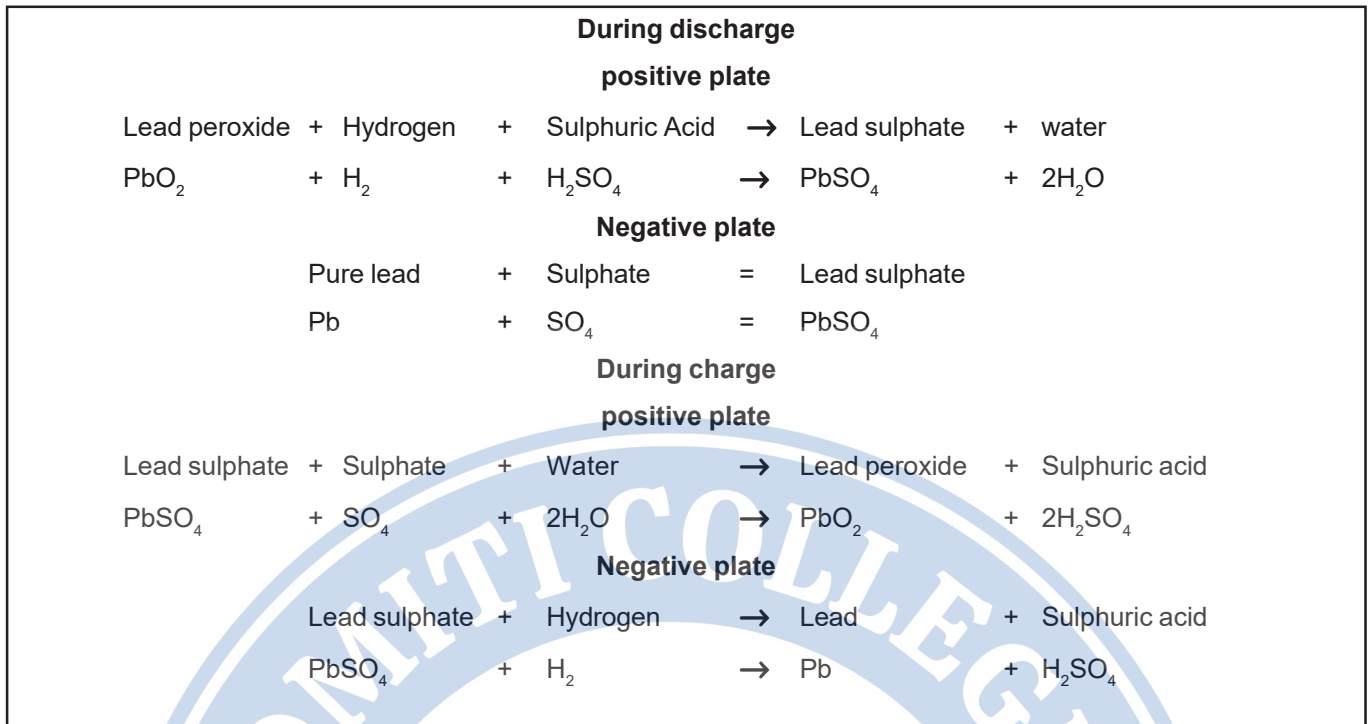 During discharge
positive plate
Lead peroxide + Hydrogen + Sulphuric Acid → Lead sulphate + water
PbO₂ + H₂ + H₂SO₄ → PbSO₄ + 2H₂O
Negative plate
Pure lead + Sulphate = Lead sulphate
Pb + SO₄ = PbSO₄
During charge
positive plate
Lead sulphate + Sulphate + Water → Lead peroxide + Sulphuric acid
PbSO₄ + SO₄ + 2H₂O → PbO₂ + 2H₂SO₄
Negative plate
Lead sulphate + Hydrogen → Lead + Sulphuric acid
PbSO₄ + H₂ → Pb + H₂SO₄
COLLEG